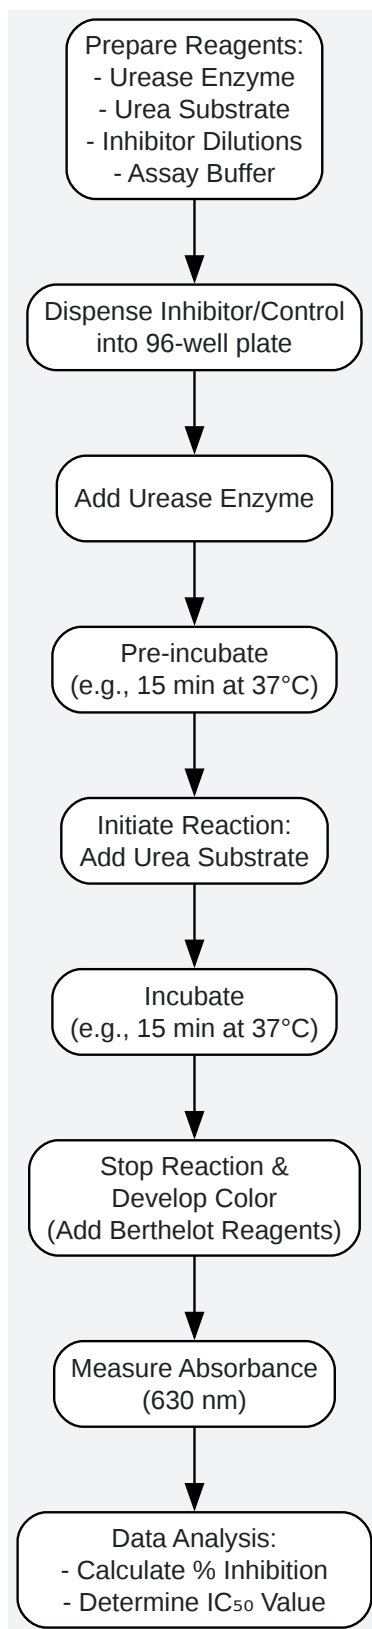 Prepare Reagents:
- Urease Enzyme
- Urea Substrate
- Inhibitor Dilutions
- Assay Buffer
Dispense Inhibitor/Control
into 96-well plate
Add Urease Enzyme
Pre-incubate
(e.g., 15 min at 37°C)
Initiate Reaction:
Add Urea Substrate
Incubate
(e.g., 15 min at 37°C)
Stop Reaction &
Develop Color
(Add Berthelot Reagents)
Measure Absorbance
(630 nm)
Data Analysis:
- Calculate % Inhibition
- Determine IC₅₀ Value